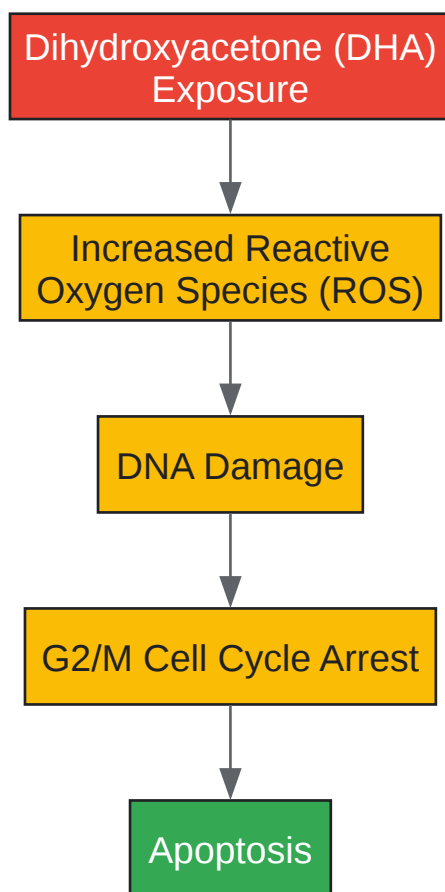 Dihydroxyacetone (DHA)
Exposure
Increased Reactive
Oxygen Species (ROS)
DNA Damage
G2/M Cell Cycle Arrest
Apoptosis